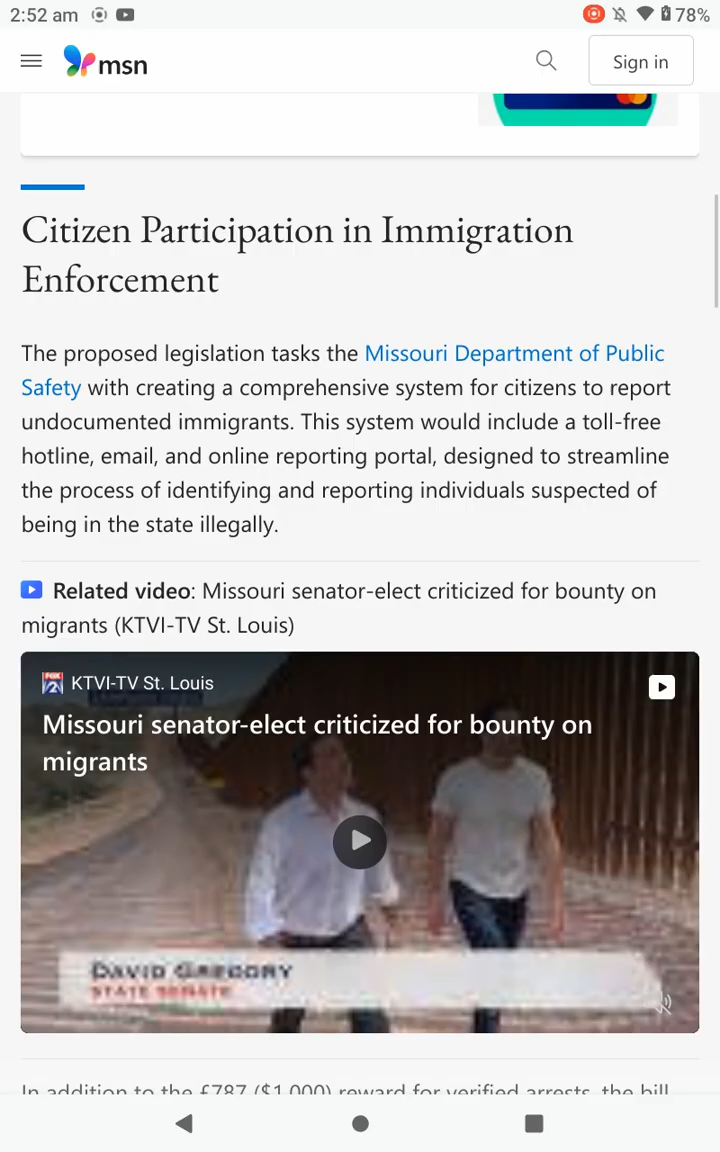 2:52 am
78%
msn
Sign in
Citizen Participation in Immigration
Enforcement
The proposed legislation tasks the Missouri Department of Public
Safety with creating a comprehensive system for citizens to report
undocumented immigrants. This system would include a toll-free
hotline, email, and online reporting portal, designed to streamline
the process of identifying and reporting individuals suspected of
being in the state illegally.
Related video: Missouri senator-elect criticized for bounty on
migrants (KTVI-TV St. Louis)
FOX
2
KTVI-TV St. Louis
Missouri senator-elect criticized for bounty on
migrants
DAVID GREGORY
STATE SENATE
In addition to the £787 ($1,000) reward for verified arrests, the bill